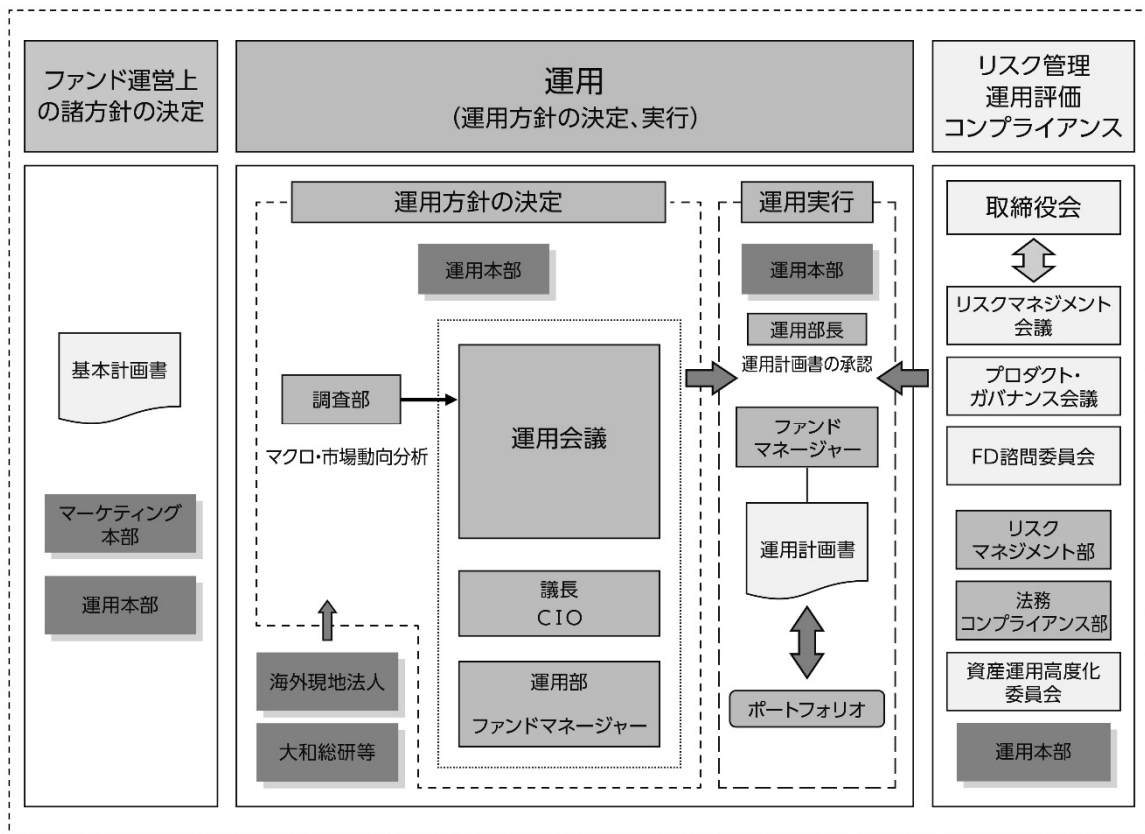 ファンド運営上
の諸方針の決定
運用
(運用方針の決定、実行)
リスク管理
運用評価
コンプライアンス
基本計画書
マーケティング
本部
運用本部
運用方針の決定
運用本部
調査部
マクロ・市場動向分析
運用会議
議長
CIO
運用部
ファンドマネージャー
海外現地法人
大和総研等
運用実行
運用本部
運用部長
運用計画書の承認
ファンド
マネージャー
運用計画書
ポートフォリオ
取締役会
リスクマネジメント
会議
プロダクト・
ガバナンス会議
FD諮問委員会
リスク
マネジメント部
法務
コンプライアンス部
資産運用高度化
委員会
運用本部